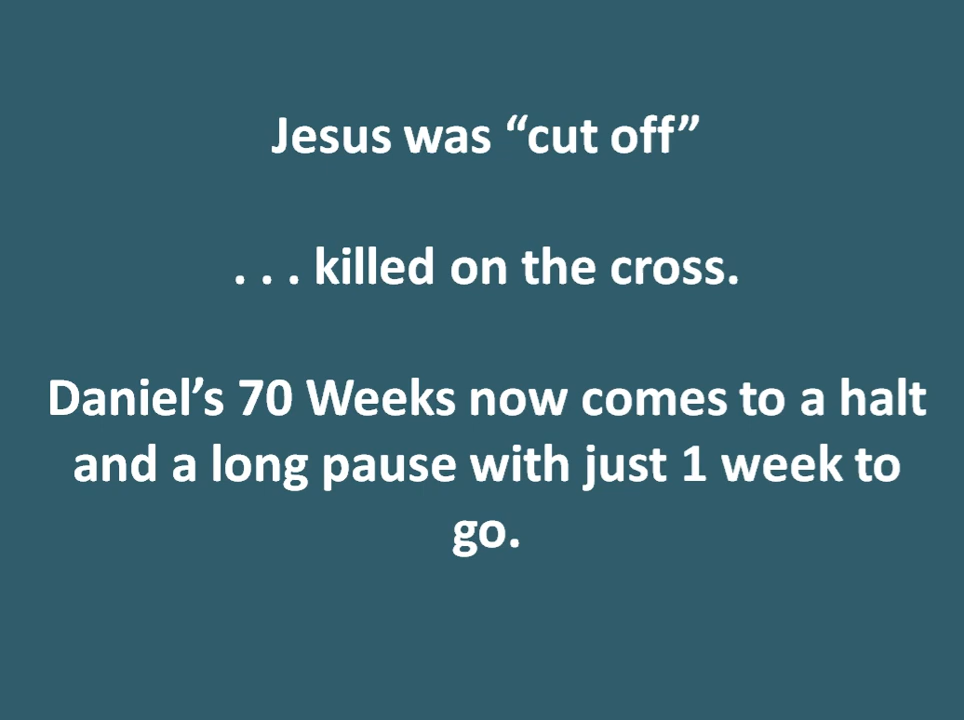 Jesus was “cut off”
. . . killed on the cross.
Daniel’s 70 Weeks now comes to a halt
and a long pause with just 1 week to
go.